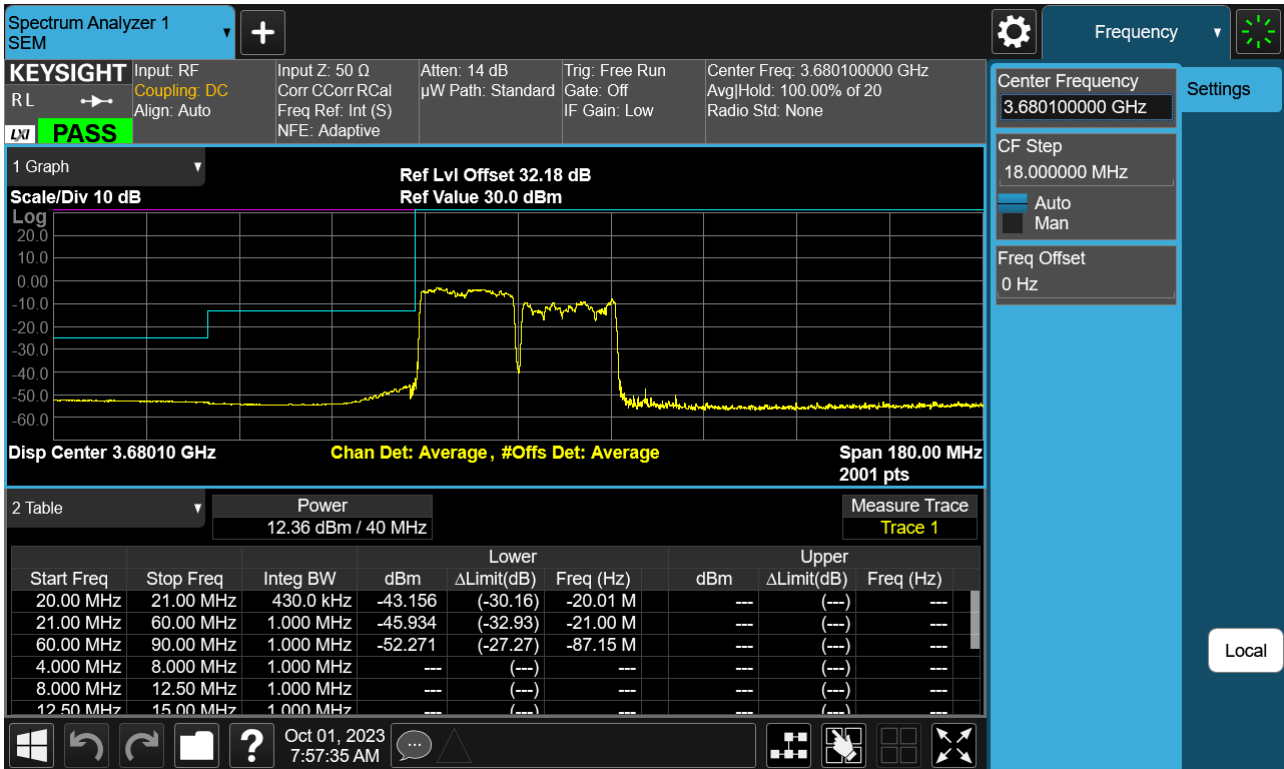 Spectrum Analyzer 1
SEM
Frequency
KEYSIGHT
RL
LXI PASS
Input: RF
Coupling: DC
Align: Auto
Input Z: 50 Ω
Corr CCorr RCal
Freq Ref: Int (S)
NFE: Adaptive
Atten: 14 dB
µW Path: Standard
Trig: Free Run
Gate: Off
IF Gain: Low
Center Freq: 3.680100000 GHz
Avg|Hold: 100.00% of 20
Radio Std: None
Center Frequency
3.680100000 GHz
Settings
CF Step
18.000000 MHz
Auto
Man
Freq Offset
0 Hz
Local
1 Graph
Scale/Div 10 dB
Ref Lvl Offset 32.18 dB
Ref Value 30.0 dBm
Log
20.0
10.0
0.00
-10.0
-20.0
-30.0
-40.0
-50.0
-60.0
Disp Center 3.68010 GHz
Chan Det: Average , #Offs Det: Average
Span 180.00 MHz
2001 pts
2 Table
Power
12.36 dBm / 40 MHz
Measure Trace
Trace 1
Lower Upper
Start Freq Stop Freq Integ BW dBm ΔLimit(dB) Freq (Hz) dBm ΔLimit(dB) Freq (Hz)
20.00 MHz 21.00 MHz 430.0 kHz -43.156 (-30.16) -20.01 M --- (---) ---
21.00 MHz 60.00 MHz 1.000 MHz -45.934 (-32.93) -21.00 M --- (---) ---
60.00 MHz 90.00 MHz 1.000 MHz -52.271 (-27.27) -87.15 M --- (---) ---
4.000 MHz 8.000 MHz 1.000 MHz --- (---) --- --- (---) ---
8.000 MHz 12.50 MHz 1.000 MHz --- (---) --- --- (---) ---
12.50 MHz 15.00 MHz 1.000 MHz --- (---) --- --- (---) ---
?
Oct 01, 2023
7:57:35 AM